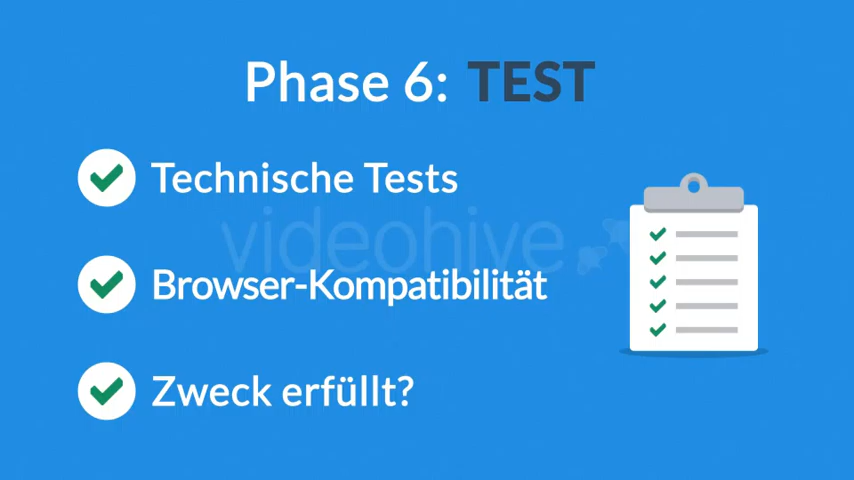 Phase 6: TEST
Technische Tests
videohive
Browser-Kompatibilität
Zweck erfüllt?